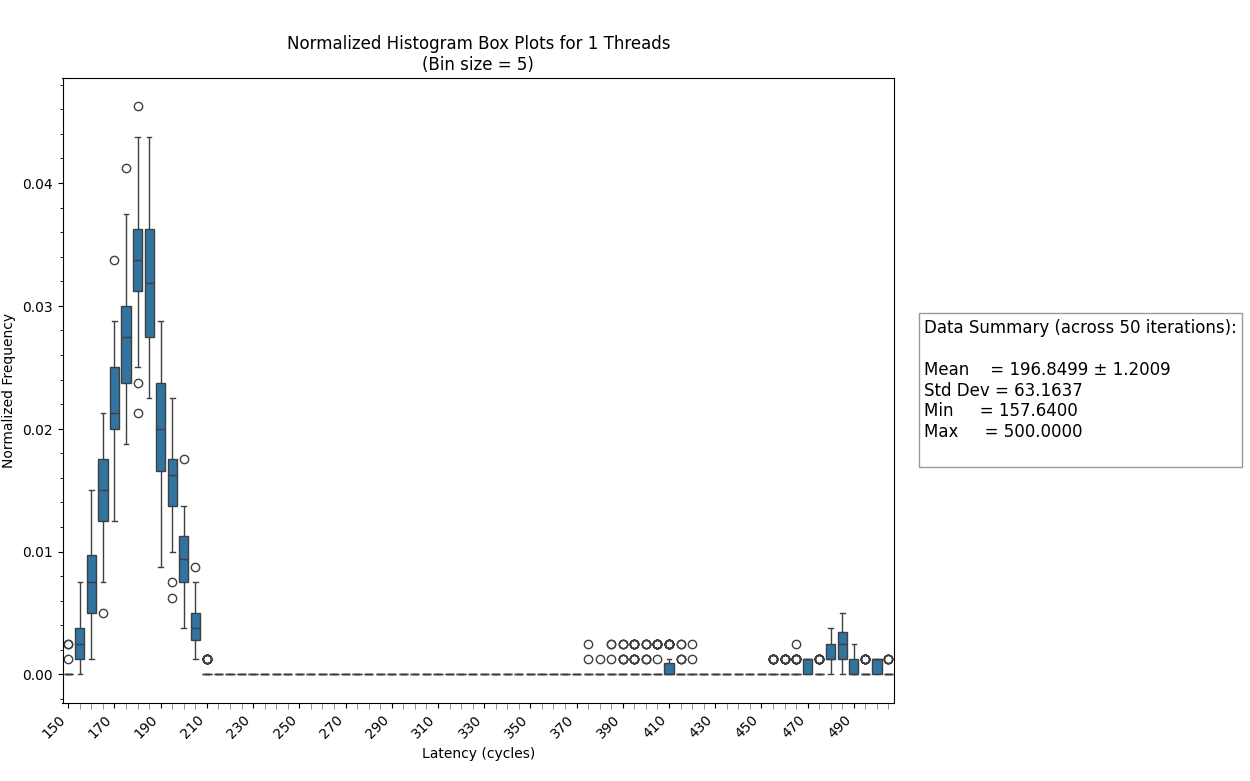 Normalized Histogram Box Plots for 1 Threads
(Bin size = 5)
Normalized Frequency
0.04
0.03
0.02
0.01
0.00
150 170 190 210 230 250 270 290 310 330 350 370 390 410 430 450 470 490
Latency (cycles)
Data Summary (across 50 iterations):
Mean = 196.8499 ± 1.2009
Std Dev = 63.1637
Min = 157.6400
Max = 500.0000